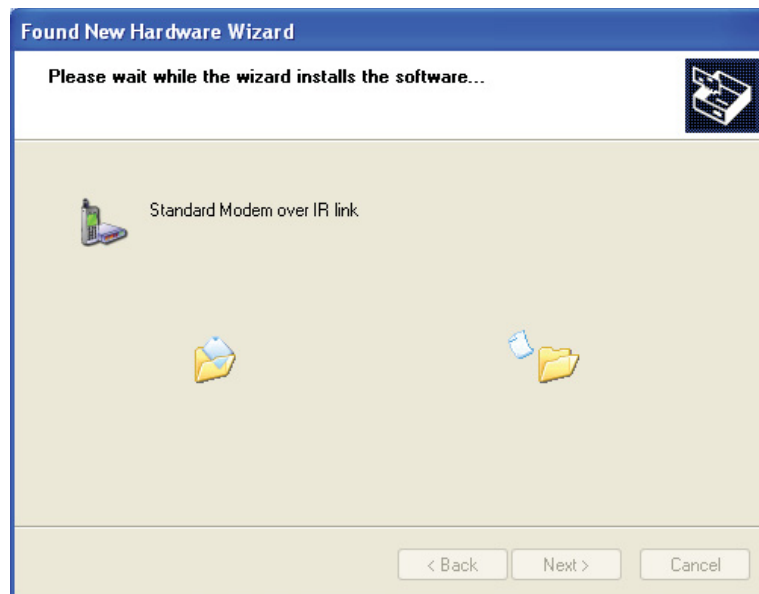 Found New Hardware Wizard
Please wait while the wizard installs the software...
Standard Modem over IR link
< Back
Next >
Cancel